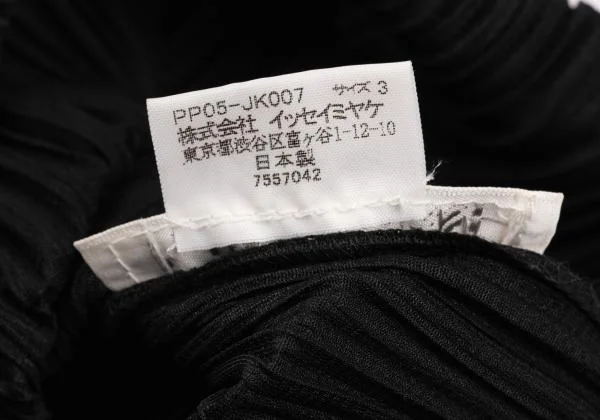 PP05-JK007 サイズ 3
株式会社 イッセイミヤケ
東京都渋谷区富ヶ谷1-12-10
日本製
7557042